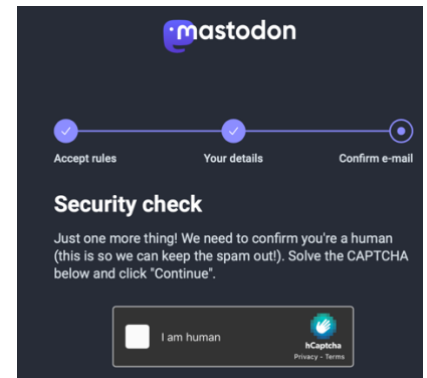 mastodon
Accept rules
Your details
Confirm e-mail
Security check
Just one more thing! We need to confirm you're a human
(this is so we can keep the spam out!). Solve the CAPTCHA
below and click "Continue".
I am human
hCaptcha
Privacy - Terms